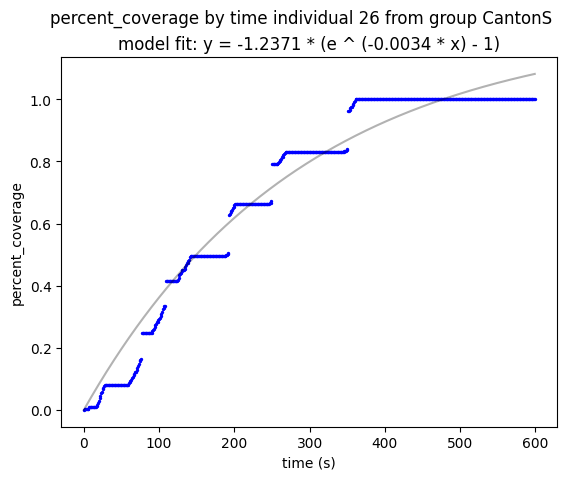 percent_coverage by time individual 26 from group CantonS
model fit: y = -1.2371 * (e ^ (-0.0034 * x) - 1)
1.0
0.8
0.6
0.4
0.2
0.0
percent_coverage
0 100 200 300 400 500 600
time (s)